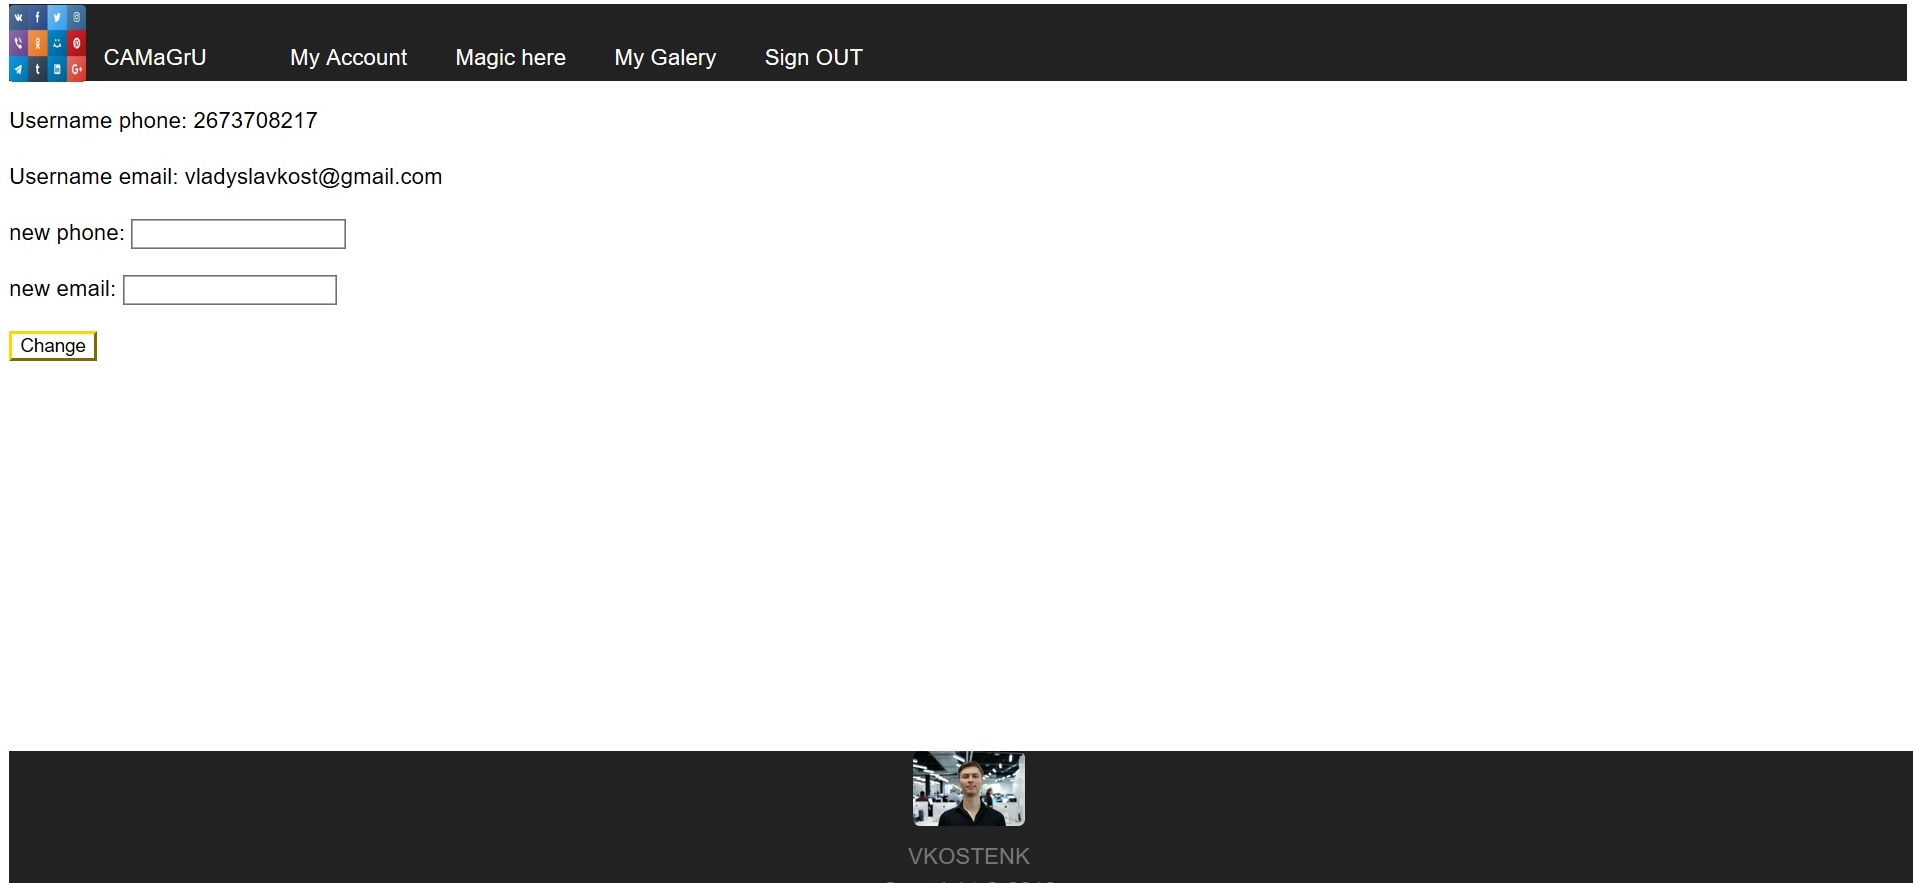 CAMaGrU My Account Magic here My Galery Sign OUT
Username phone: 2673708217
Username email: vladyslavkost@gmail.com
new phone:
new email:
Change
VKOSTENK